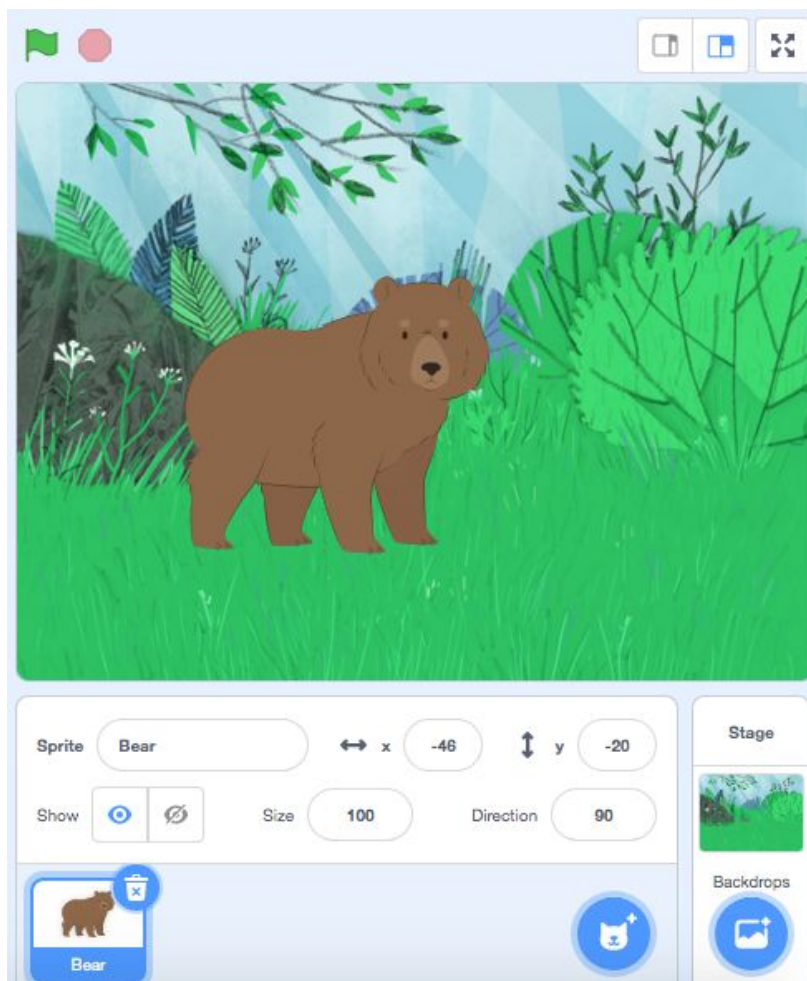 Sprite Bear x -46 y -20
Show Size 100 Direction 90
Bear
Stage
Backdrops